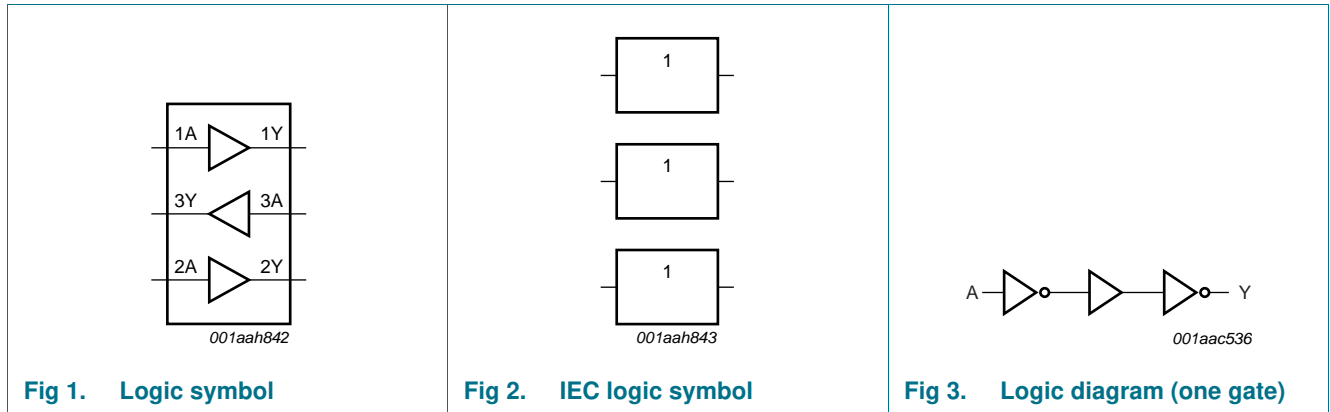 1A 1Y
3Y 3A
2A 2Y
001aah842
Fig 1. Logic symbol
1
1
1
001aah843
Fig 2. IEC logic symbol
A Y
001aac536
Fig 3. Logic diagram (one gate)